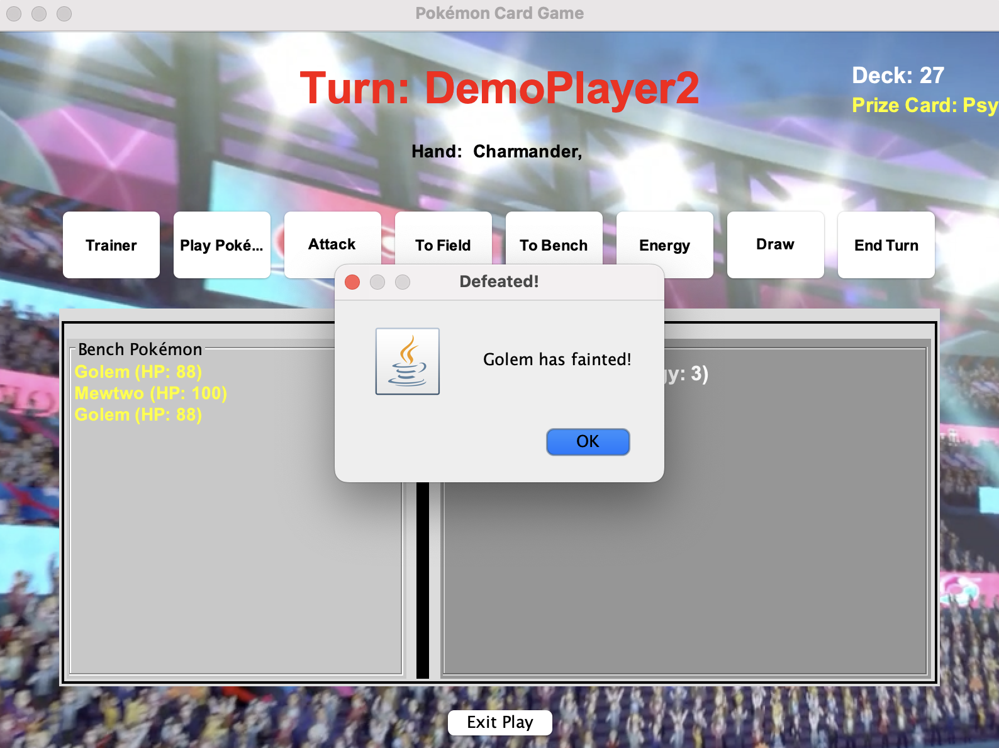 Pokémon Card Game
Turn: DemoPlayer2
Deck: 27
Prize Card: Psy
Hand: Charmander,
Trainer
Play Poké...
Attack
To Field
To Bench
Energy
Draw
End Turn
Defeated!
Golem has fainted!
OK
Bench Pokémon
Golem (HP: 88)
Mewtwo (HP: 100)
Golem (HP: 88)
gy: 3)
Exit Play